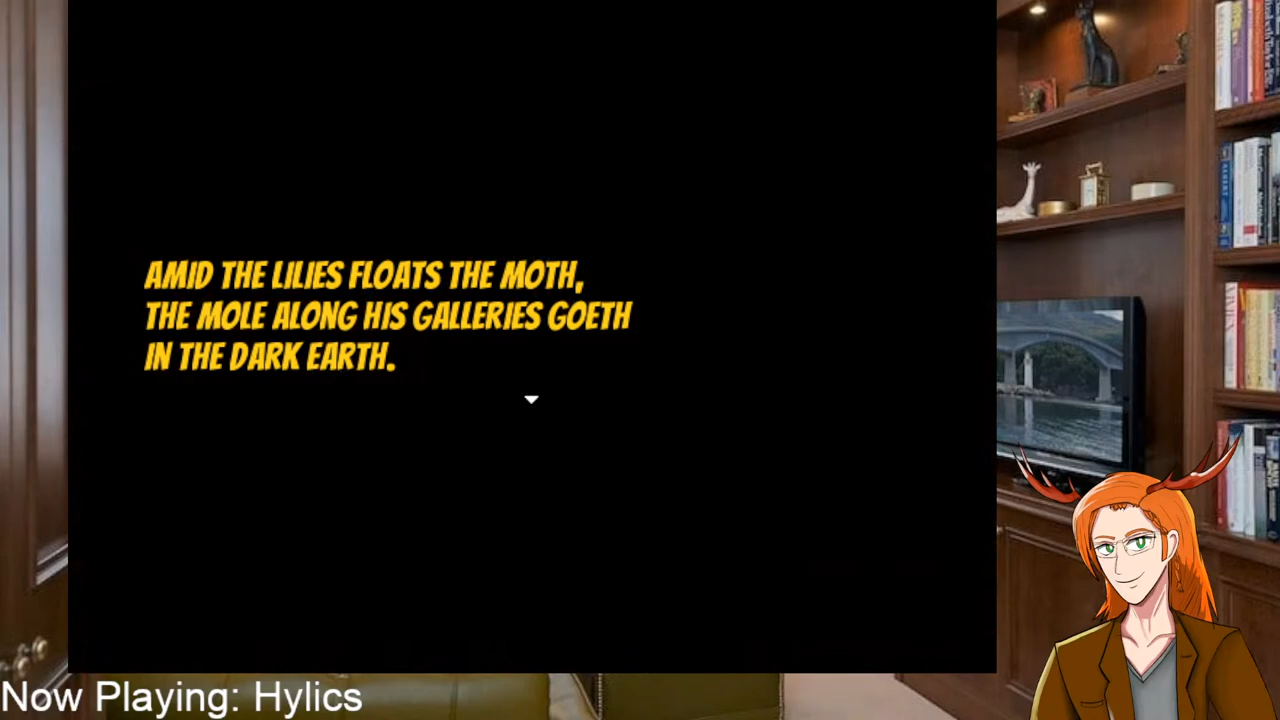 AMID THE LILIES FLOATS THE MOTH,
THE MOLE ALONG HIS GALLERIES GOETH
IN THE DARK EARTH.
Now Playing: Hylics